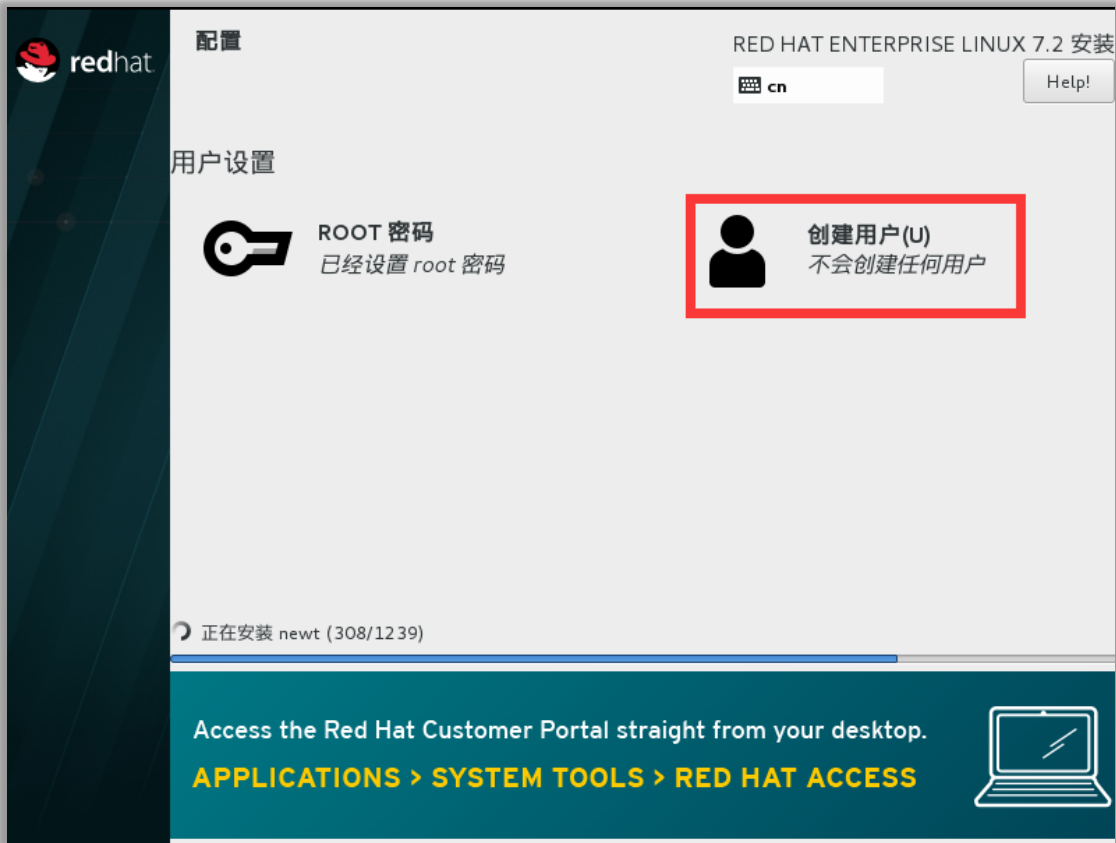 redhat.
配置
RED HAT ENTERPRISE LINUX 7.2 安装
cn
Help!
用户设置
ROOT 密码
已经设置 root 密码
创建用户(U)
不会创建任何用户
正在安装 newt (308/1239)
Access the Red Hat Customer Portal straight from your desktop.
APPLICATIONS > SYSTEM TOOLS > RED HAT ACCESS